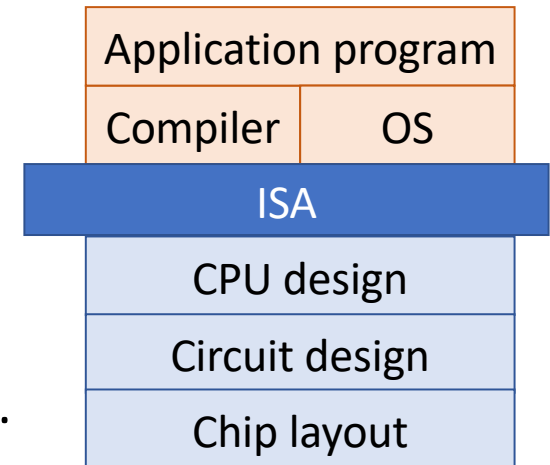 Application program
Compiler OS
ISA
CPU design
Circuit design
.
Chip layout